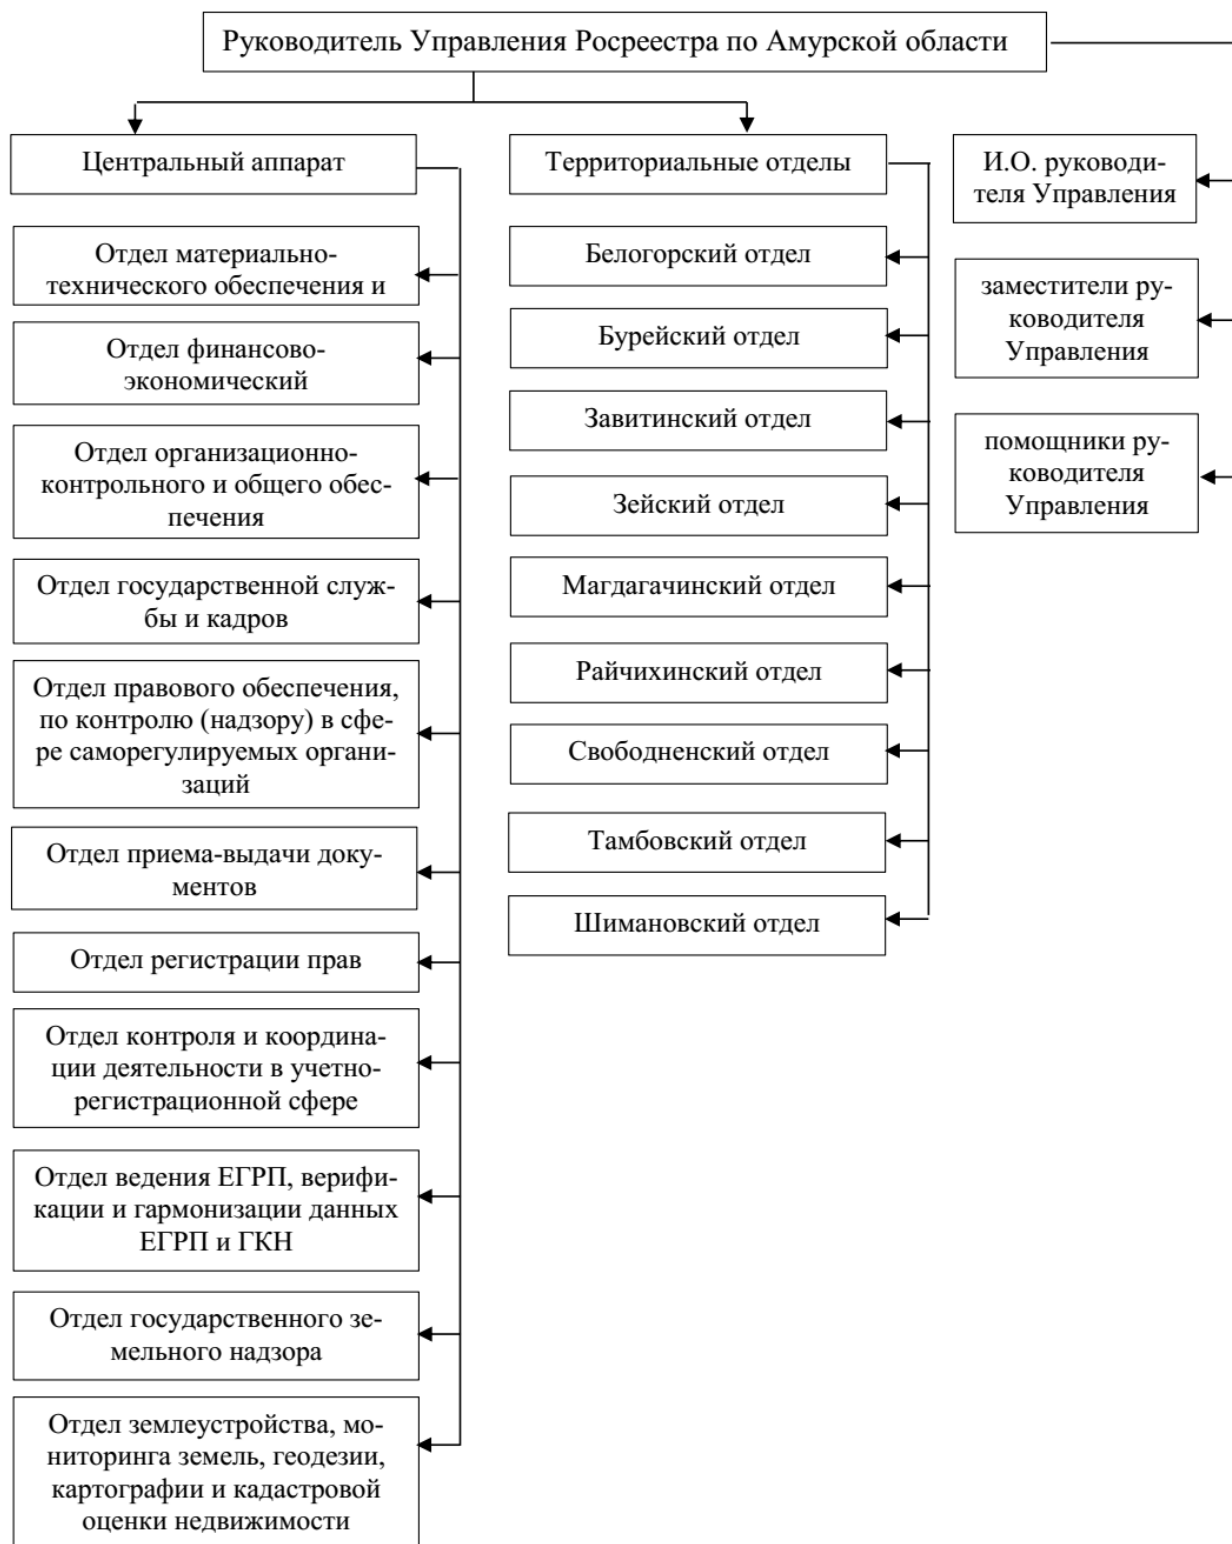 Руководитель Управления Росреестра по Амурской области
Центральный аппарат
Отдел материально-
технического обеспечения и
Отдел финансово-
экономический
Отдел организационно-
контрольного и общего обес-
печения
Отдел государственной служ-
бы и кадров
Отдел правового обеспечения,
по контролю (надзору) в сфе-
ре саморегулируемых органи-
заций
Отдел приема-выдачи доку-
ментов
Отдел регистрации прав
Отдел контроля и координа-
ции деятельности в учетно-
регистрационной сфере
Отдел ведения ЕГРП, верифи-
кации и гармонизации данных
ЕГРП и ГКН
Отдел государственного зе-
мельного надзора
Отдел землеустройства, мо-
ниторинга земель, геодезии,
картографии и кадастровой
оценки недвижимости
Территориальные отделы
Белогорский отдел
Бурейский отдел
Завитинский отдел
Зейский отдел
Магдагачинский отдел
Райчихинский отдел
Свободненский отдел
Тамбовский отдел
Шимановский отдел
И.О. руководи-
теля Управления
заместители ру-
ководителя
Управления
помощники ру-
ководителя
Управления